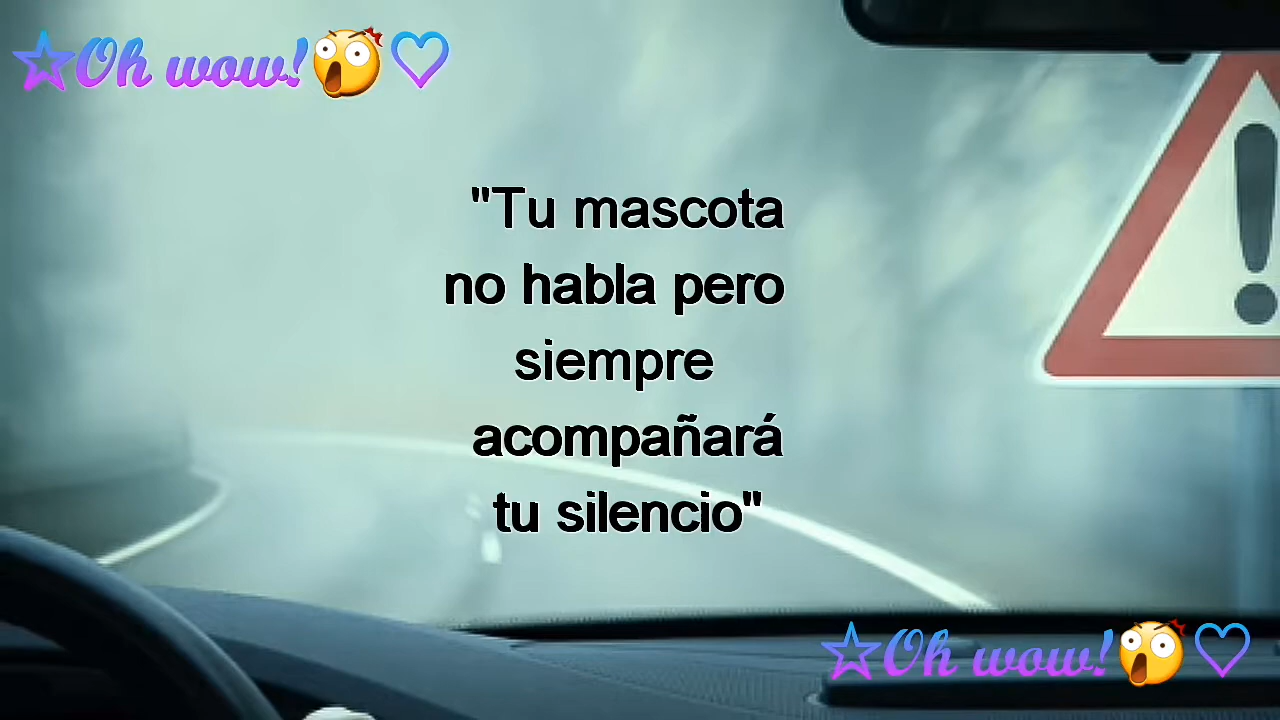 ☆Oh wow!😲♡
"Tu mascota
no habla pero
siempre
acompañará
tu silencio"
☆Oh wow!😲♡